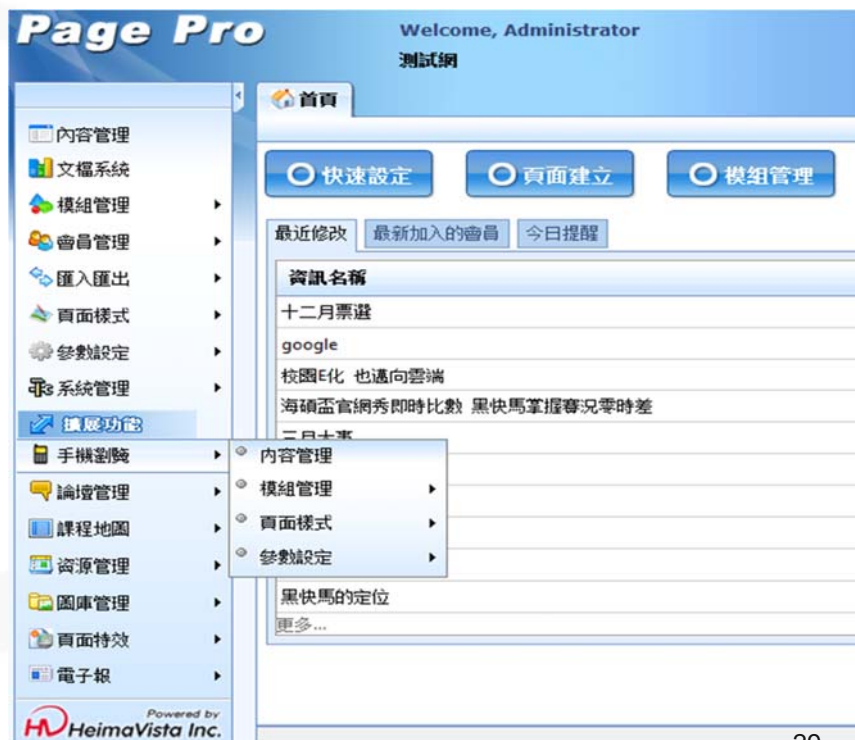 Page Pro
Welcome, Administrator
測試網
首頁
內容管理
文檔系統
模組管理
會員管理
匯入匯出
頁面樣式
參數設定
系統管理
擴展功能
手機瀏覽
論壇管理
課程地圖
資源管理
圖庫管理
頁面特效
電子報
Powered by
HeimaVista Inc.
快速設定
頁面建立
模組管理
最近修改
最新加入的會員
今日提醒
資訊名稱
十二月票選
google
校園E化 也邁向雲端
海碩盃官網秀即時比數 黑快馬掌握賽況零時差
三月大事
內容管理
模組管理
頁面樣式
參數設定
黑快馬的定位
更多...